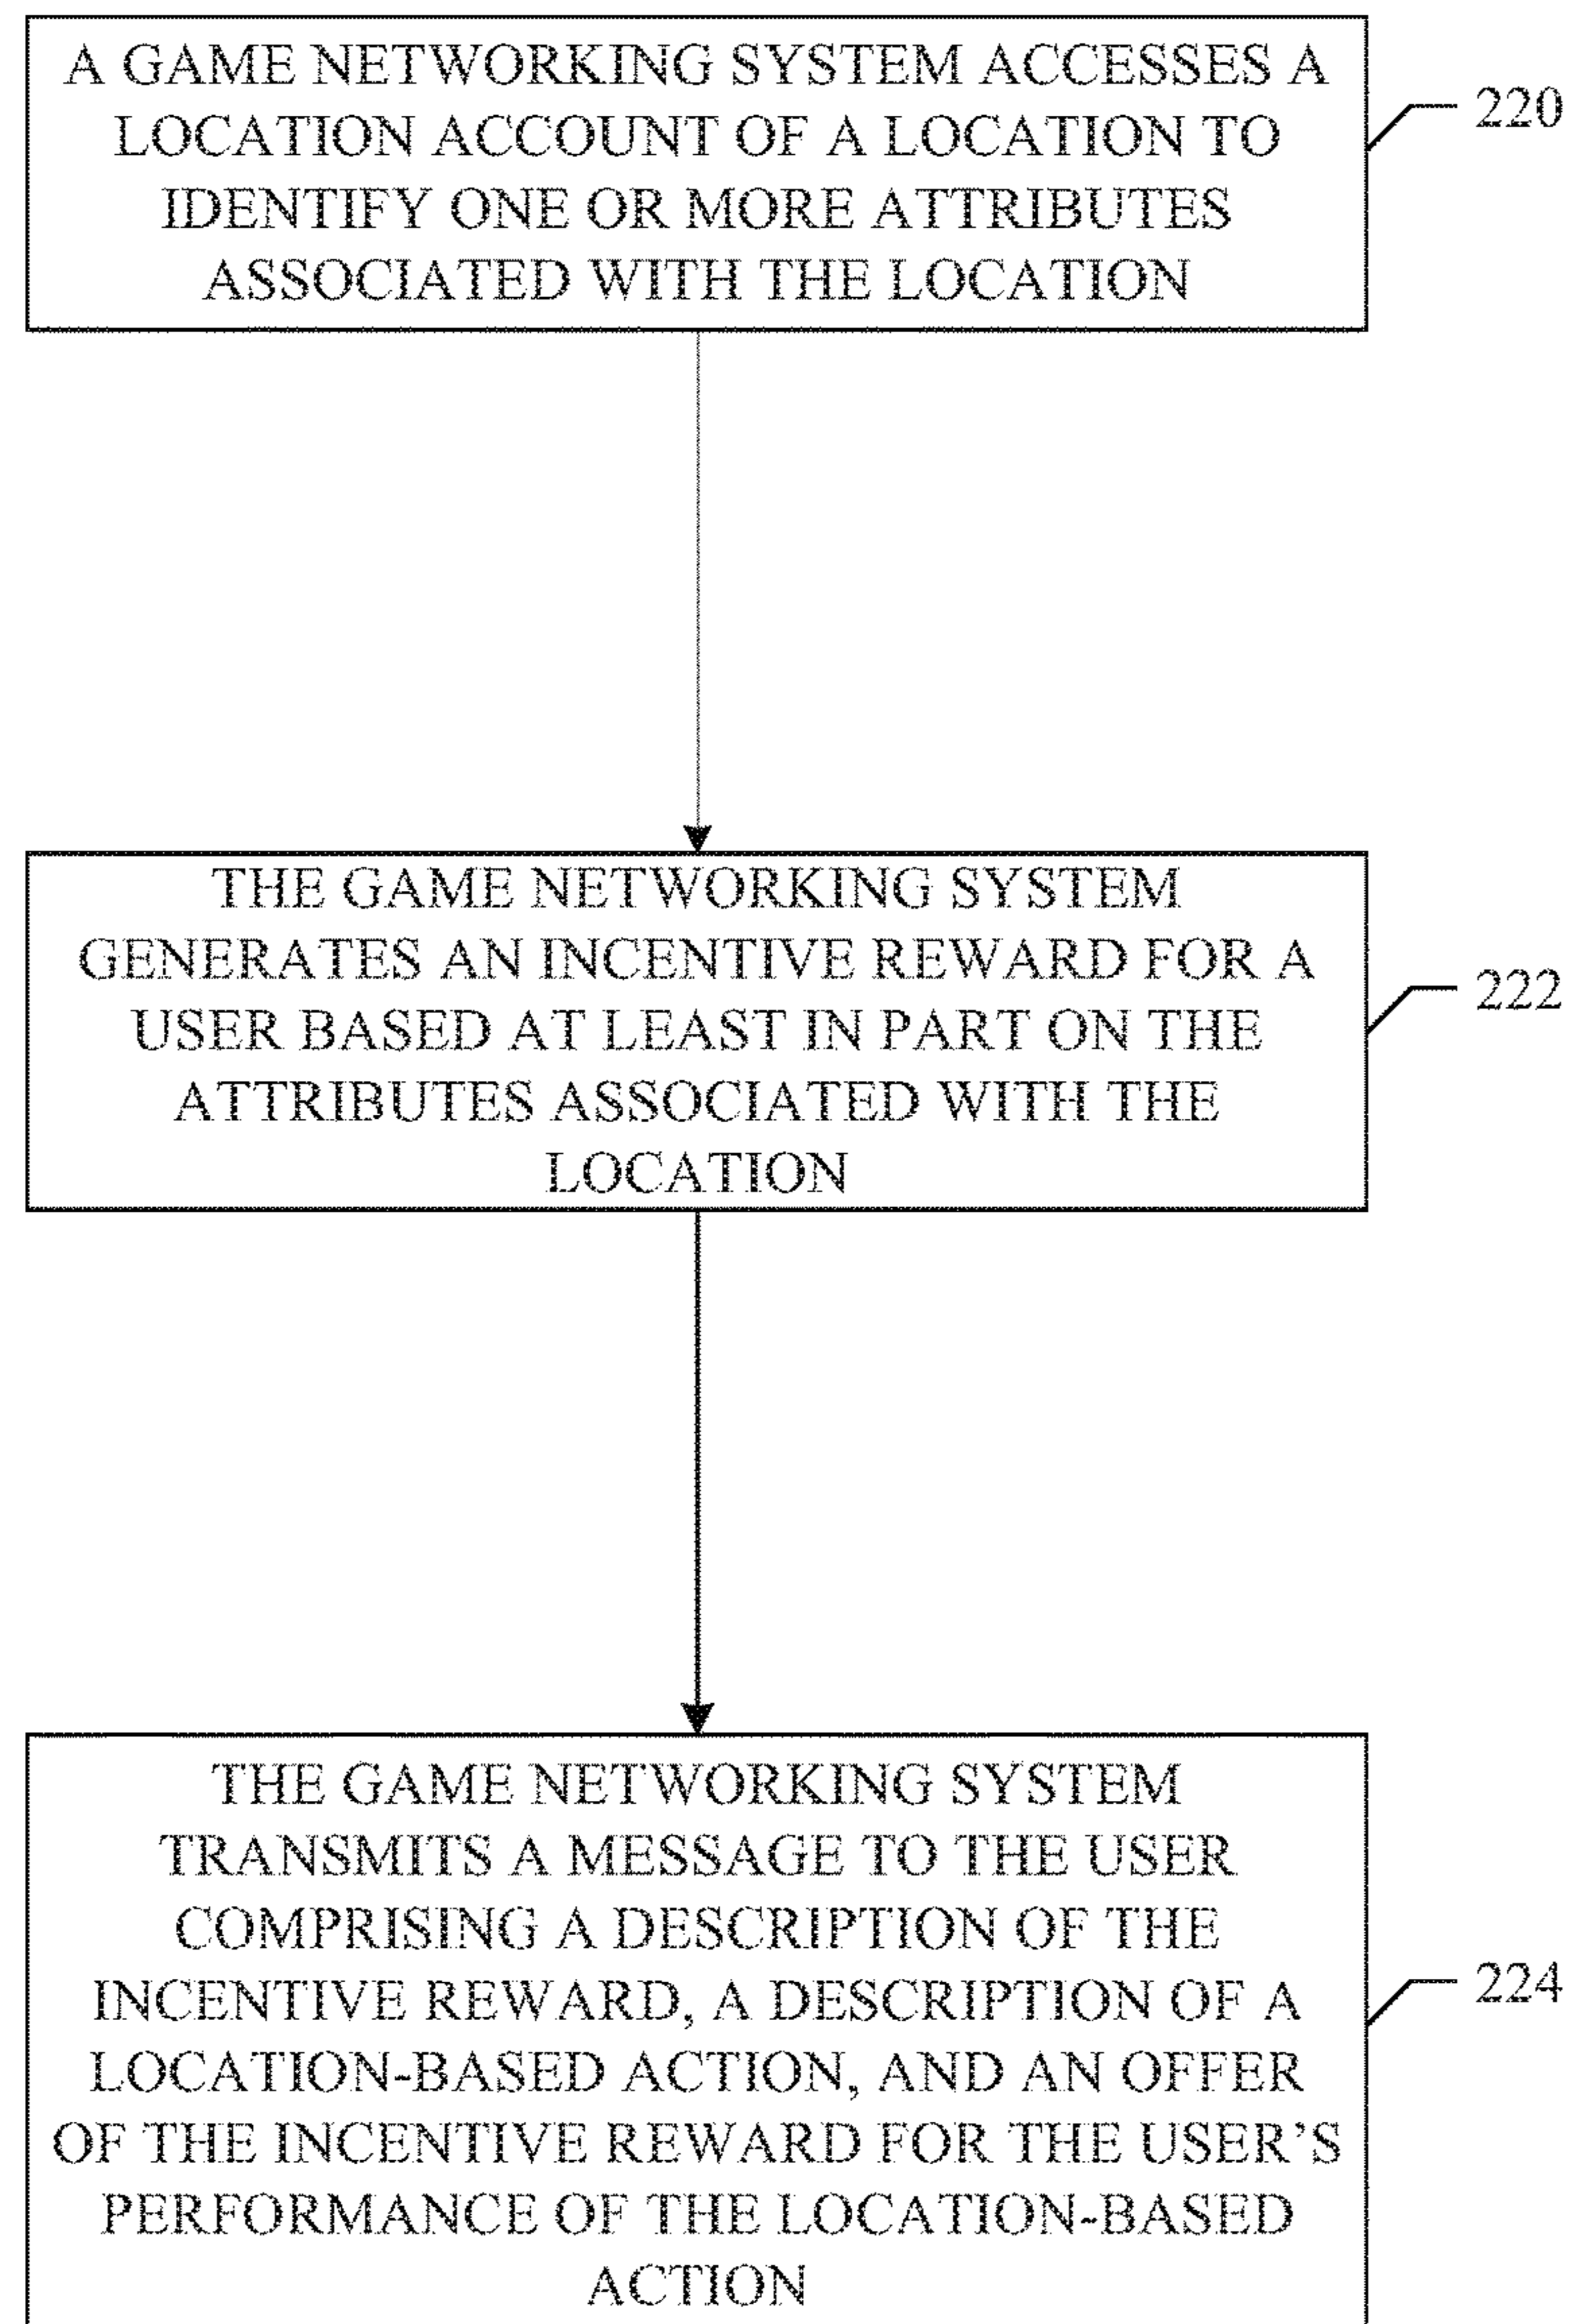 A GAME NETWORKING SYSTEM ACCESSES A
LOCATION ACCOUNT OF A LOCATION TO
IDENTIFY ONE OR MORE ATTRIBUTES
ASSOCIATED WITH THE LOCATION
220
THE GAME NETWORKING SYSTEM
GENERATES AN INCENTIVE REWARD FOR A
USER BASED AT LEAST IN PART ON THE
ATTRIBUTES ASSOCIATED WITH THE
LOCATION
222
THE GAME NETWORKING SYSTEM
TRANSMITS A MESSAGE TO THE USER
COMPRISING A DESCRIPTION OF THE
INCENTIVE REWARD, A DESCRIPTION OF A
LOCATION-BASED ACTION, AND AN OFFER
OF THE INCENTIVE REWARD FOR THE USER’S
PERFORMANCE OF THE LOCATION-BASED
ACTION
224